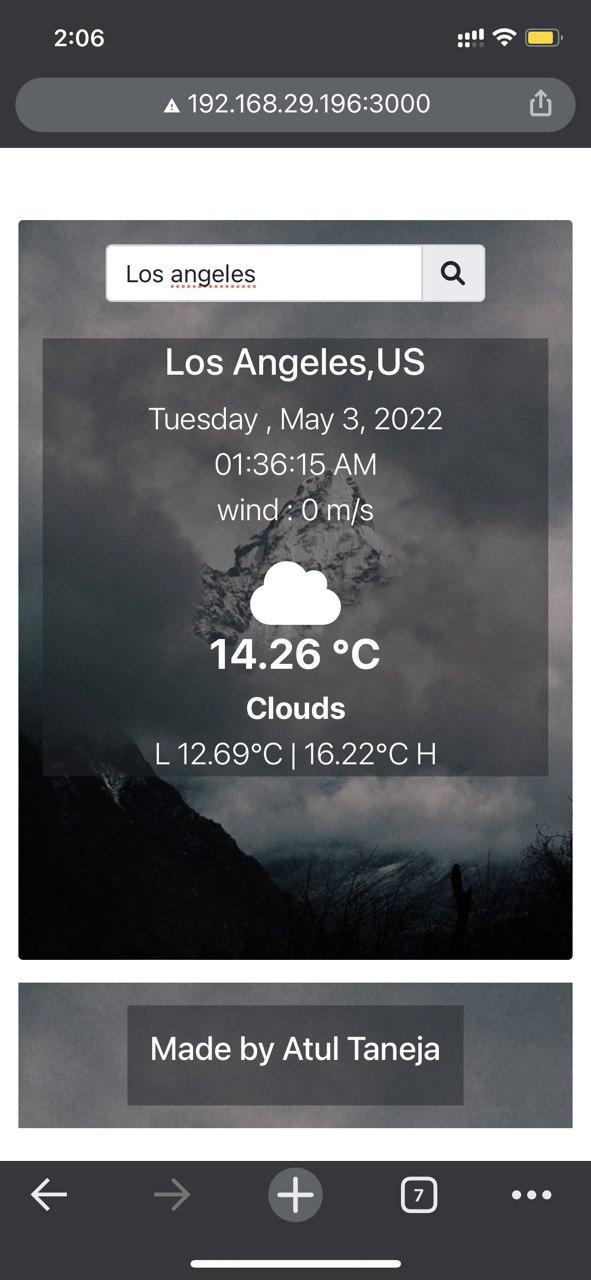 2:06
192.168.29.196:3000
Los angeles
Los Angeles,US
Tuesday , May 3, 2022
01:36:15 AM
wind : 0 m/s
14.26 °C
Clouds
L 12.69°C | 16.22°C H
Made by Atul Taneja
7